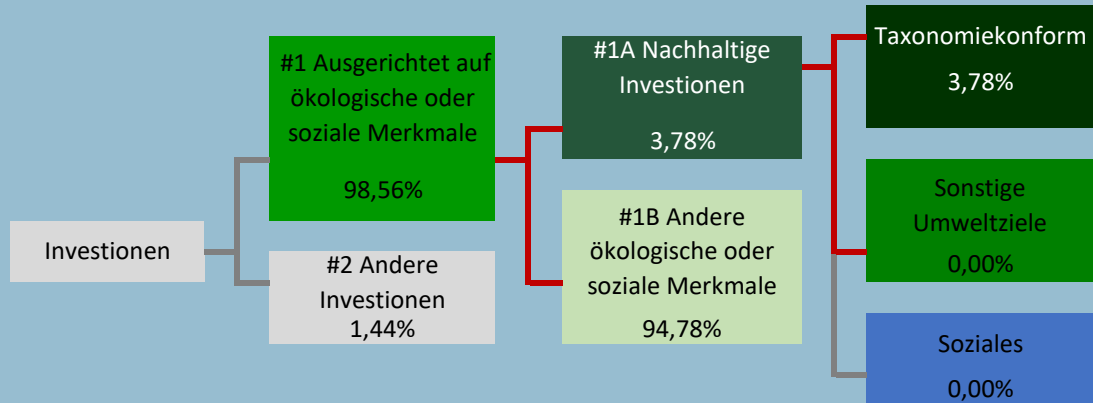 Investionen
#1 Ausgerichtet auf
ökologische oder
soziale Merkmale
98,56%
#2 Andere
Investionen
1,44%
#1A Nachhaltige
Investionen
3,78%
#1B Andere
ökologische oder
soziale Merkmale
94,78%
Taxonomiekonform
3,78%
Sonstige
Umweltziele
0,00%
Soziales
0,00%